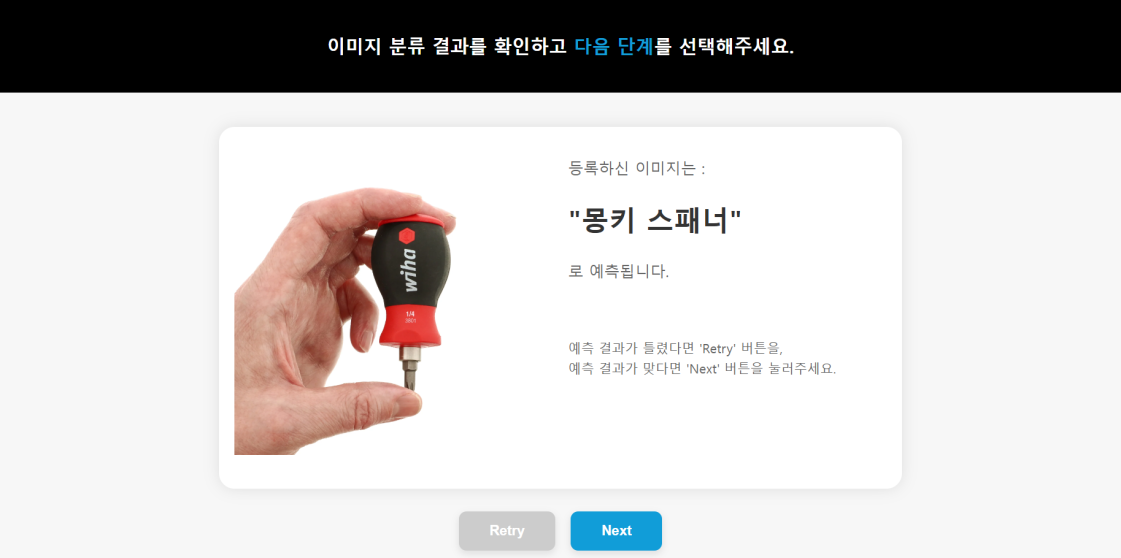 이미지 분류 결과를 확인하고 다음 단계를 선택해주세요.
등록하신 이미지는 :
"몽키 스패너"
로 예측됩니다.
wiha
1/4
3801
예측 결과가 틀렸다면 'Retry' 버튼을,
예측 결과가 맞다면 'Next' 버튼을 눌러주세요.
Retry
Next